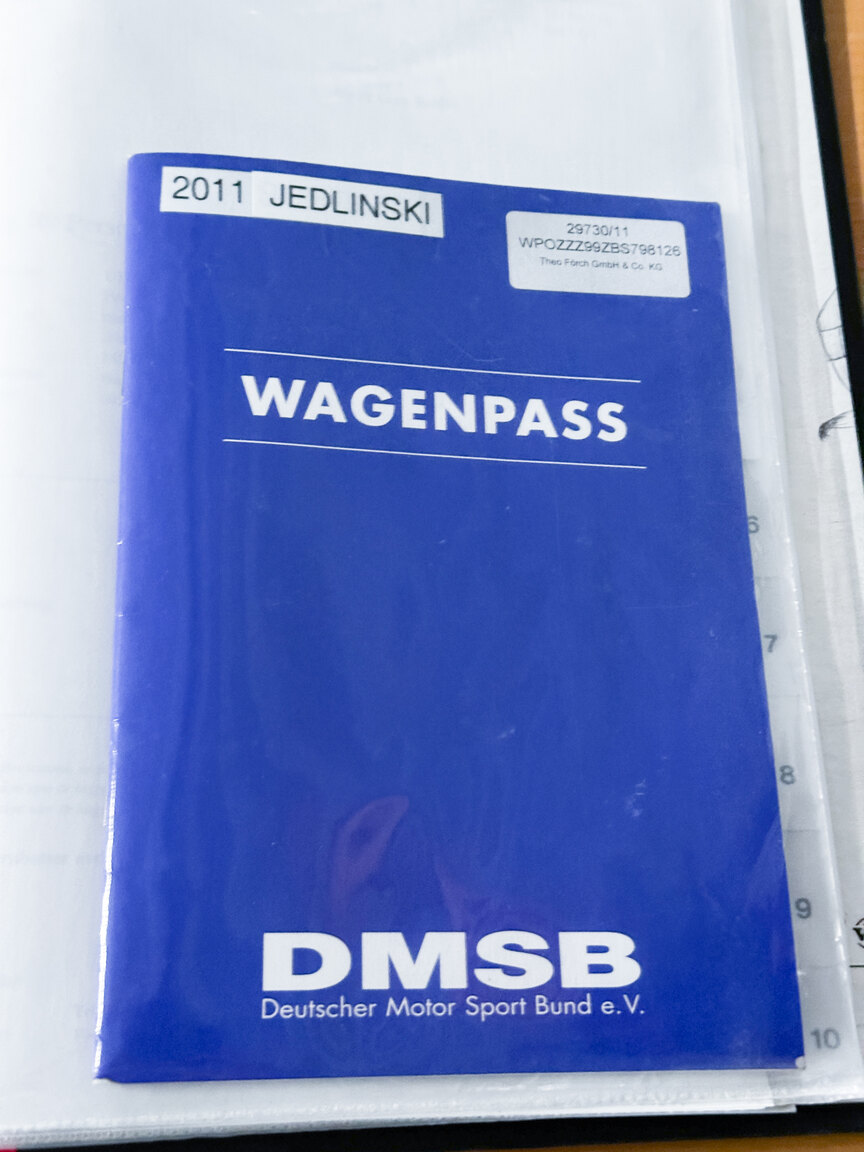 2011 JEDLINSKI
29730/11
WPOZZZ99ZBS798126
Theo Förch GmbH & Co. KG
WAGENPASS
6
7
8
9
10
DMSB
Deutscher Motor Sport Bund e.V.